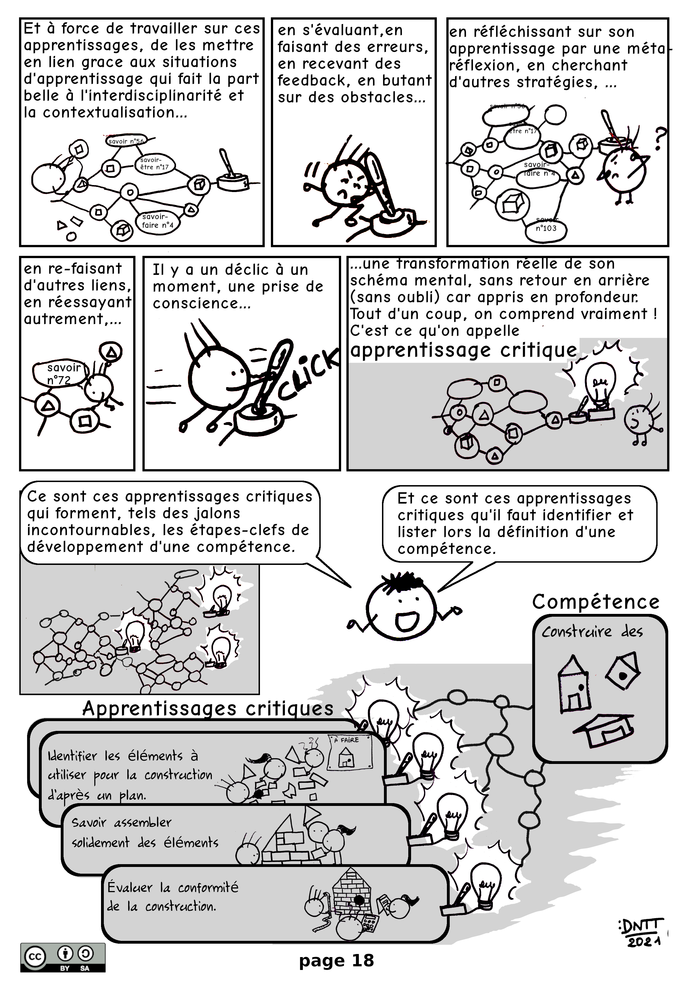 Et à force de travailler sur ces
apprentissages, de les mettre
en lien grace aux situations
d'apprentissage qui fait la part
belle à l'interdisciplinarité et
la contextualisation...
savoir-
être n°17
savoir-
faire n°4
en s'évaluant,en
faisant des erreurs,
en recevant des
feedback, en butant
sur des obstacles...
en réfléchissant sur son
apprentissage par une méta-
réflexion, en cherchant
d'autres stratégies, ...
?
être n°17
savoir-
faire n°4
savoir
n°103
en re-faisant
d'autres liens,
en réessayant
autrement,...
savoir
n°72
Il y a un déclic à un
moment, une prise de
conscience...
CLICK
...une transformation réelle de son
schéma mental, sans retour en arrière
(sans oubli) car appris en profondeur.
Tout d'un coup, on comprend vraiment !
C'est ce qu'on appelle
apprentissage critique
Ce sont ces apprentissages critiques
qui forment, tels des jalons
incontournables, les étapes-clefs de
développement d'une compétence.
Et ce sont ces apprentissages
critiques qu'il faut identifier et
lister lors la définition d'une
compétence.
Compétence
Construire des
Apprentissages critiques
À FAIRE
Identifier les éléments à
utiliser pour la construction
d'après un plan.
Savoir assembler
solidement des éléments
Évaluer la conformité
de la construction.
:DNTT
2021
cc BY SA
page 18